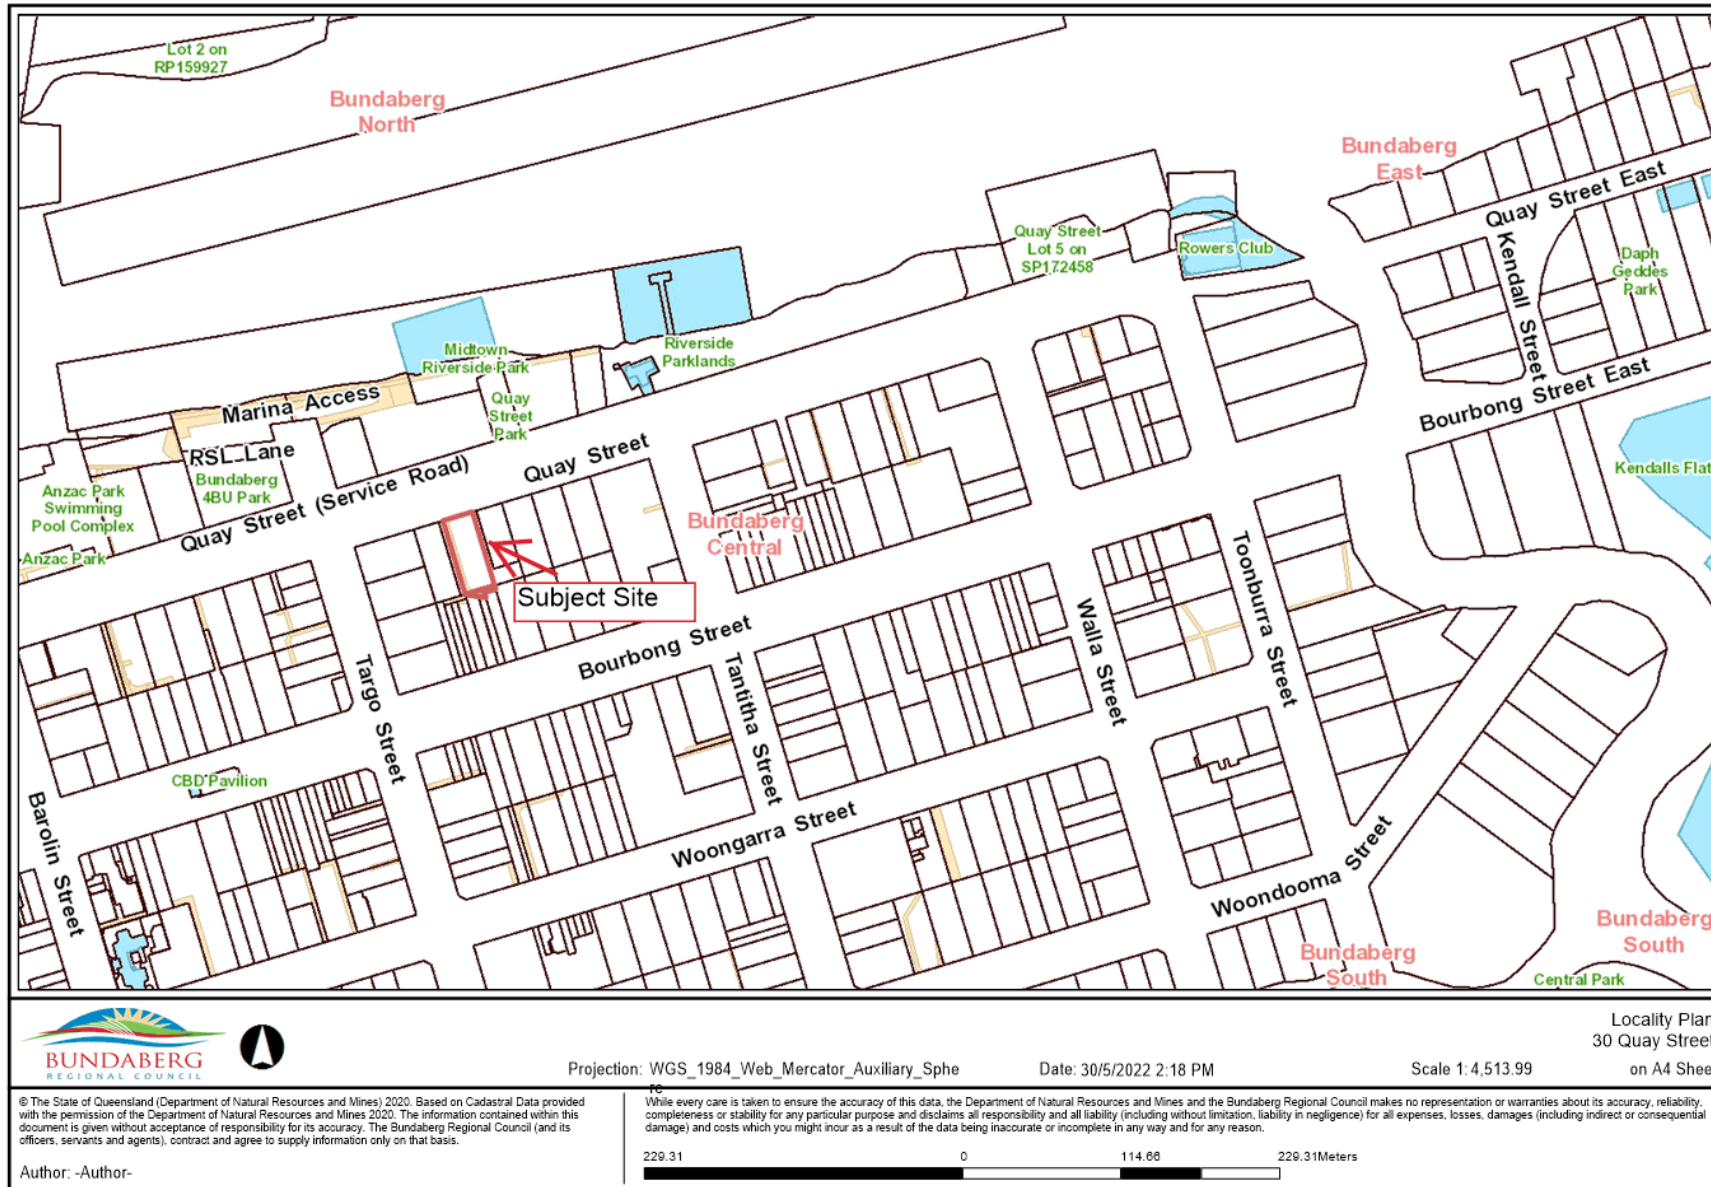 Lot 2 on
RP159927
Bundaberg
North
Bundaberg
East
Quay Street East
Kendall Street
Daph
Geddes
Park
Quay Street
Lot 5 on
SP172458
Rowers Club
Midtown
Riverside Park
Riverside
Parklands
Marina Access
Quay
Street
Park
RSL Lane
Bundaberg
4BU Park
Anzac Park
Swimming
Pool Complex
Anzac Park
Quay Street (Service Road)
Quay Street
Bourbong Street East
Kendalls Flat
Bundaberg
Central
Subject Site
Bourbong Street
Targo Street
Tantitha Street
Walla Street
Toonburra Street
CBD Pavilion
Barolin Street
Woongarra Street
Woondooma Street
Bundaberg
South
Bundaberg
South
Central Park
BUNDABERG
REGIONAL COUNCIL
Projection: WGS_1984_Web_Mercator_Auxiliary_Sphe
re
Date: 30/5/2022 2:18 PM
Scale 1: 4,513.99
Locality Plan
30 Quay Street
on A4 Shee
© The State of Queensland (Department of Natural Resources and Mines) 2020. Based on Cadastral Data provided
with the permission of the Department of Natural Resources and Mines 2020. The information contained within this
document is given without acceptance of responsibility for its accuracy. The Bundaberg Regional Council (and its
officers, servants and agents), contract and agree to supply information only on that basis.
Author: -Author-
While every care is taken to ensure the accuracy of this data, the Department of Natural Resources and Mines and the Bundaberg Regional Council makes no representation or warranties about its accuracy, reliability,
completeness or stability for any particular purpose and disclaims all responsibility and all liability (including without limitation, liability in negligence) for all expenses, losses, damages (including indirect or consequential
damage) and costs which you might incur as a result of the data being inaccurate or incomplete in any way and for any reason.
229.31 0 114.66 229.31Meters